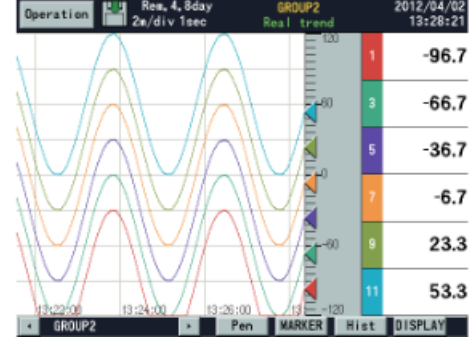 Operation
Rem. 4.8day
2m/div 1sec
GROUP2
Real trend
2012/04/02
13:28:21
120
60
0
-60
-120
13:22:00
13:24:00
13:26:00
13:
1 -96.7
3 -66.7
5 -36.7
7 -6.7
9 23.3
11 53.3
GROUP2
Pen
MARKER
Hist
DISPLAY